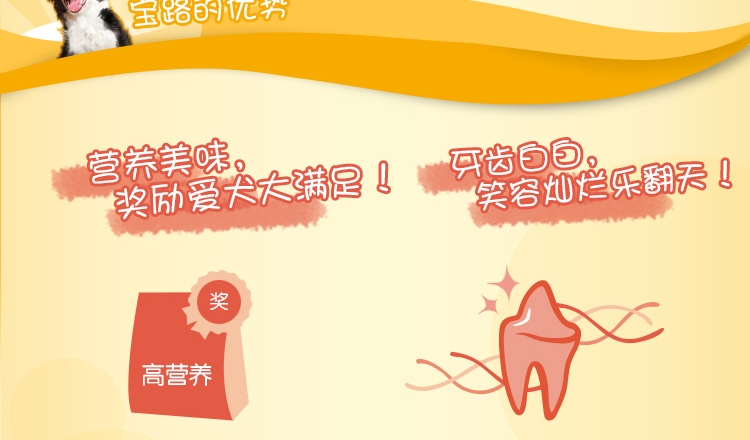 宝路的优势
营养美味,
奖励爱犬大满足!
牙齿白白,
笑容灿烂乐翻天!
奖
高营养